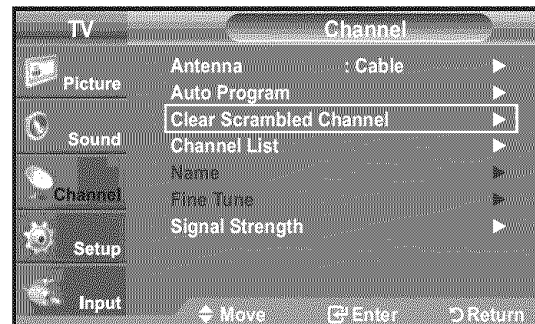 TV
Channel
Picture
Sound
Channel
Setup
Input
Antenna : Cable
Auto Program
Clear Scrambled Channel
Channel List
Name
Fine Tune
Signal Strength
Move Enter Return